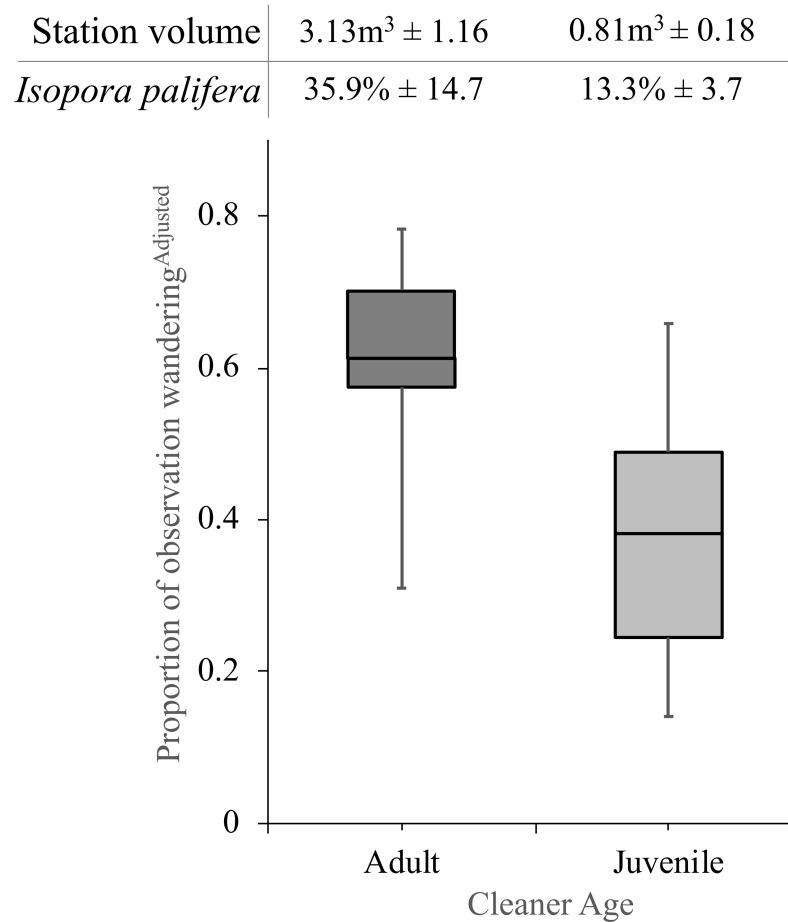 Station volume 3.13m³ ± 1.16 0.81m³ ± 0.18
Isopora palifera 35.9% ± 14.7 13.3% ± 3.7
Proportion of observation wandering^Adjusted
0.8
0.6
0.4
0.2
0
Adult Juvenile
Cleaner Age